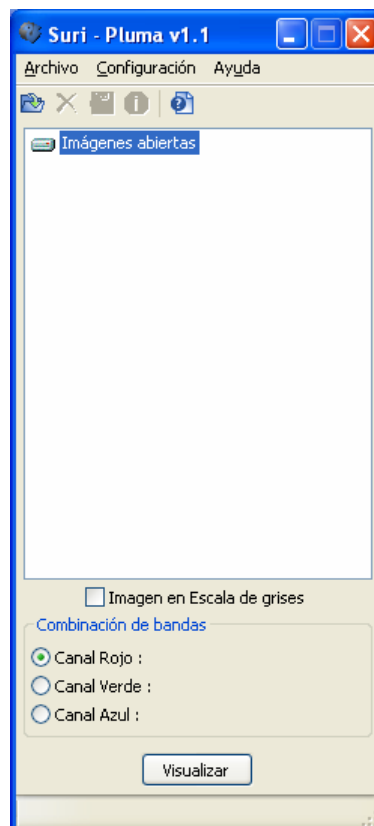 Suri - Pluma v1.1
Archivo Configuración Ayuda
Imágenes abiertas
Imagen en Escala de grises
Combinación de bandas
Canal Rojo :
Canal Verde :
Canal Azul :
Visualizar